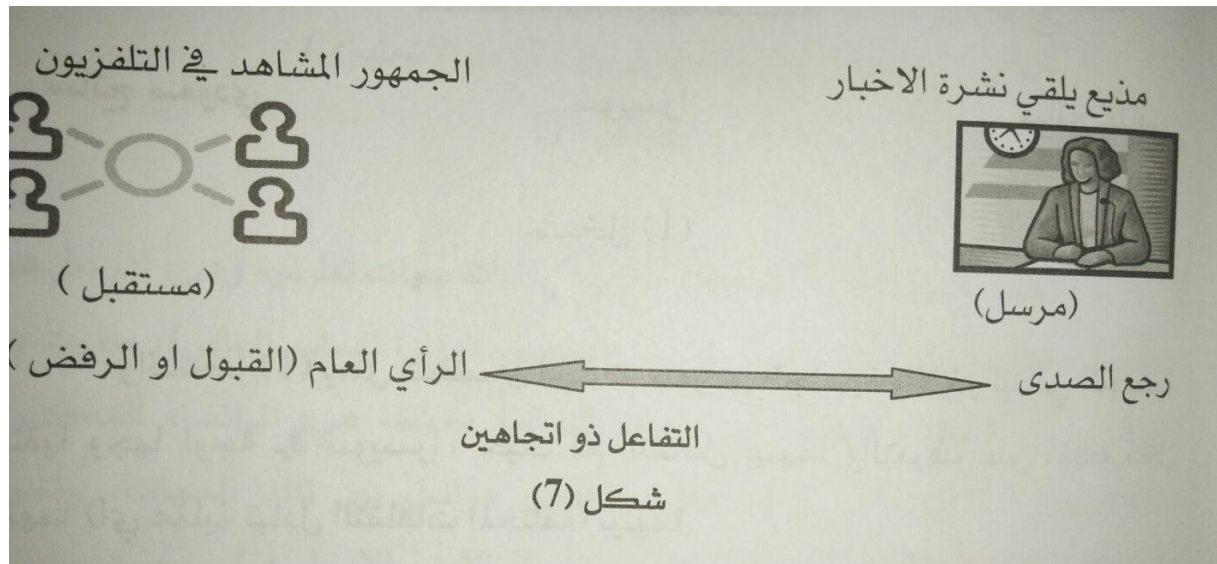 مذيع يلقي نشرة الاخبار
الجمهور المشاهد في التلفزيون
(مرسل)
(مستقبل )
رجع الصدى
الرأي العام (القبول او الرفض )
التفاعل ذو اتجاهين
شكل (7)